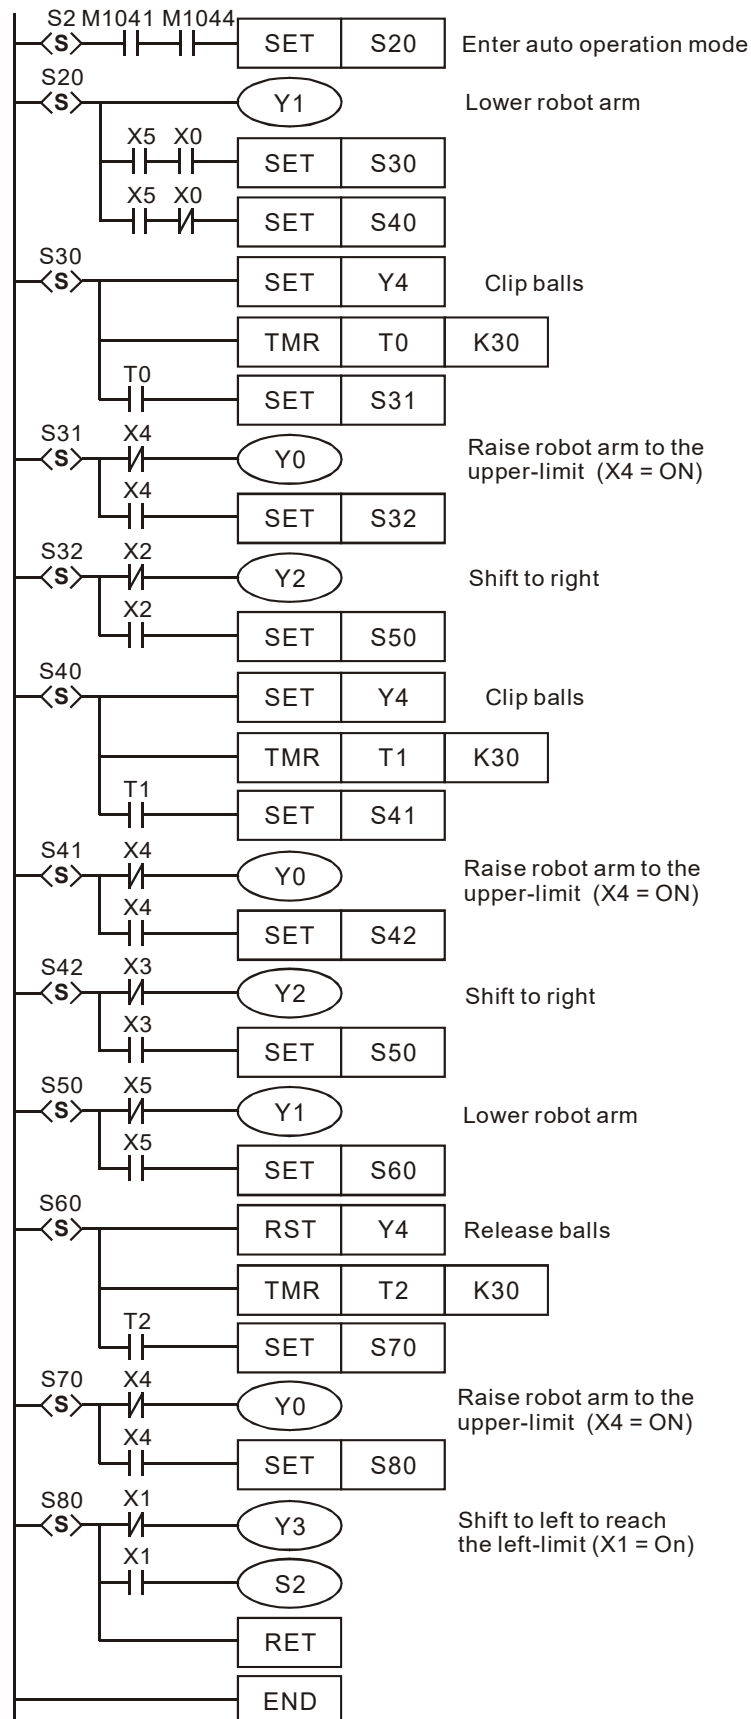 S2 M1041 M1044
S SET S20 Enter auto operation mode
S20
S Y1 Lower robot arm
X5 X0
SET S30
X5 X0
SET S40
S30
S SET Y4 Clip balls
TMR T0 K30
T0
SET S31
S31 X4
S Y0 Raise robot arm to the
upper-limit (X4 = ON)
X4
SET S32
S32 X2
S Y2 Shift to right
X2
SET S50
S40
S SET Y4 Clip balls
TMR T1 K30
T1
SET S41
S41 X4
S Y0 Raise robot arm to the
upper-limit (X4 = ON)
X4
SET S42
S42 X3
S Y2 Shift to right
X3
SET S50
S50 X5
S Y1 Lower robot arm
X5
SET S60
S60
S RST Y4 Release balls
TMR T2 K30
T2
SET S70
S70 X4
S Y0 Raise robot arm to the
upper-limit (X4 = ON)
X4
SET S80
S80 X1
S Y3 Shift to left to reach
the left-limit (X1 = On)
X1
S2
RET
END